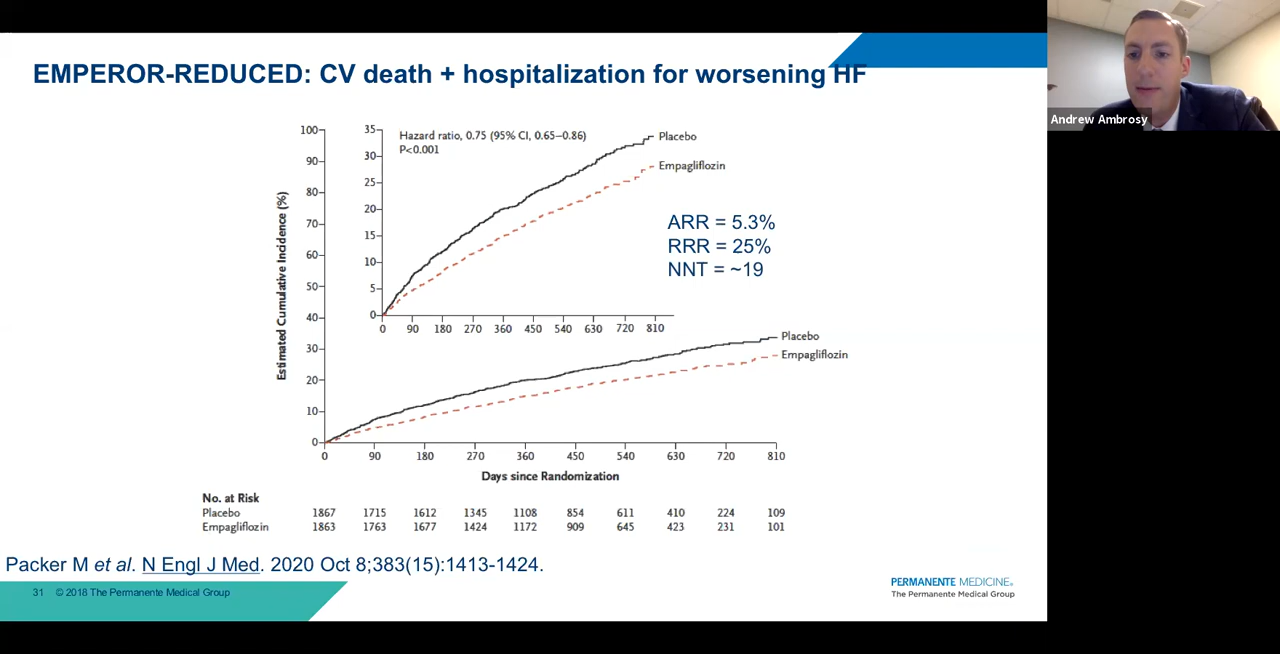 EMPEROR-REDUCED: CV death + hospitalization for worsening HF
Andrew Ambrosy
Estimated Cumulative Incidence (%)
100
90
80
70
60
50
40
30
20
10
0
35
30
25
20
15
10
5
0
Hazard ratio, 0.75 (95% CI, 0.65–0.86)
P<0.001
Placebo
Empagliflozin
0 90 180 270 360 450 540 630 720 810
ARR = 5.3%
RRR = 25%
NNT = ~19
Placebo
Empagliflozin
0 90 180 270 360 450 540 630 720 810
Days since Randomization
No. at Risk
Placebo 1867 1715 1612 1345 1108 854 611 410 224 109
Empagliflozin 1863 1763 1677 1424 1172 909 645 423 231 101
Packer M et al. N Engl J Med. 2020 Oct 8;383(15):1413-1424.
31 © 2018 The Permanente Medical Group
PERMANENTE MEDICINE®
The Permanente Medical Group